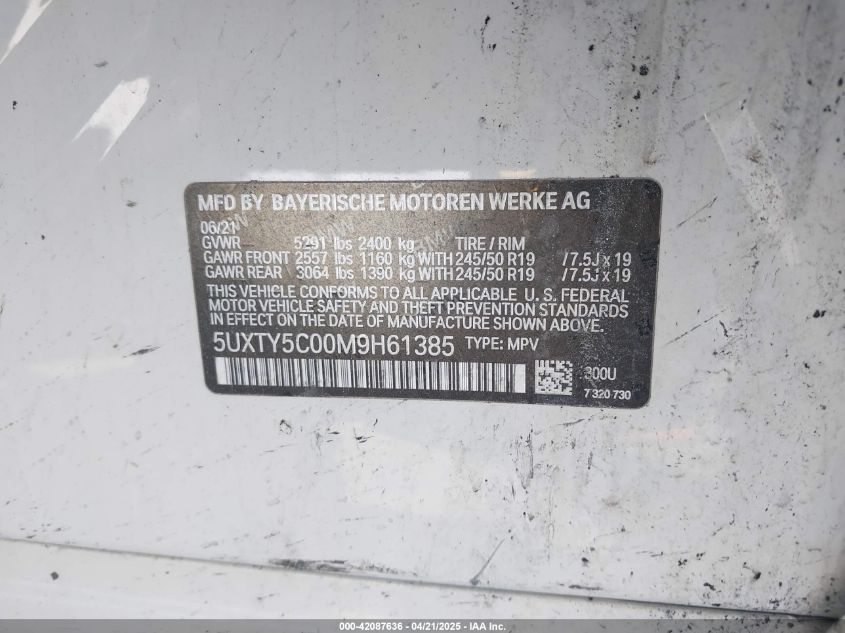 MFD BY BAYERISCHE MOTOREN WERKE AG
06/21
GVWR 5291 lbs 2400 kg TIRE / RIM
GAWR FRONT 2557 lbs 1160 kg WITH 245/50 R19 /7.5J x 19
GAWR REAR 3064 lbs 1390 kg WITH 245/50 R19 /7.5J x 19
THIS VEHICLE CONFORMS TO ALL APPLICABLE U. S. FEDERAL
MOTOR VEHICLE SAFETY AND THEFT PREVENTION STANDARDS
IN EFFECT ON THE DATE OF MANUFACTURE SHOWN ABOVE.
5UXTY5C00M9H61385 TYPE: MPV
300U
7 320 730
000-42087636 - 04/21/2025 - IAA Inc.